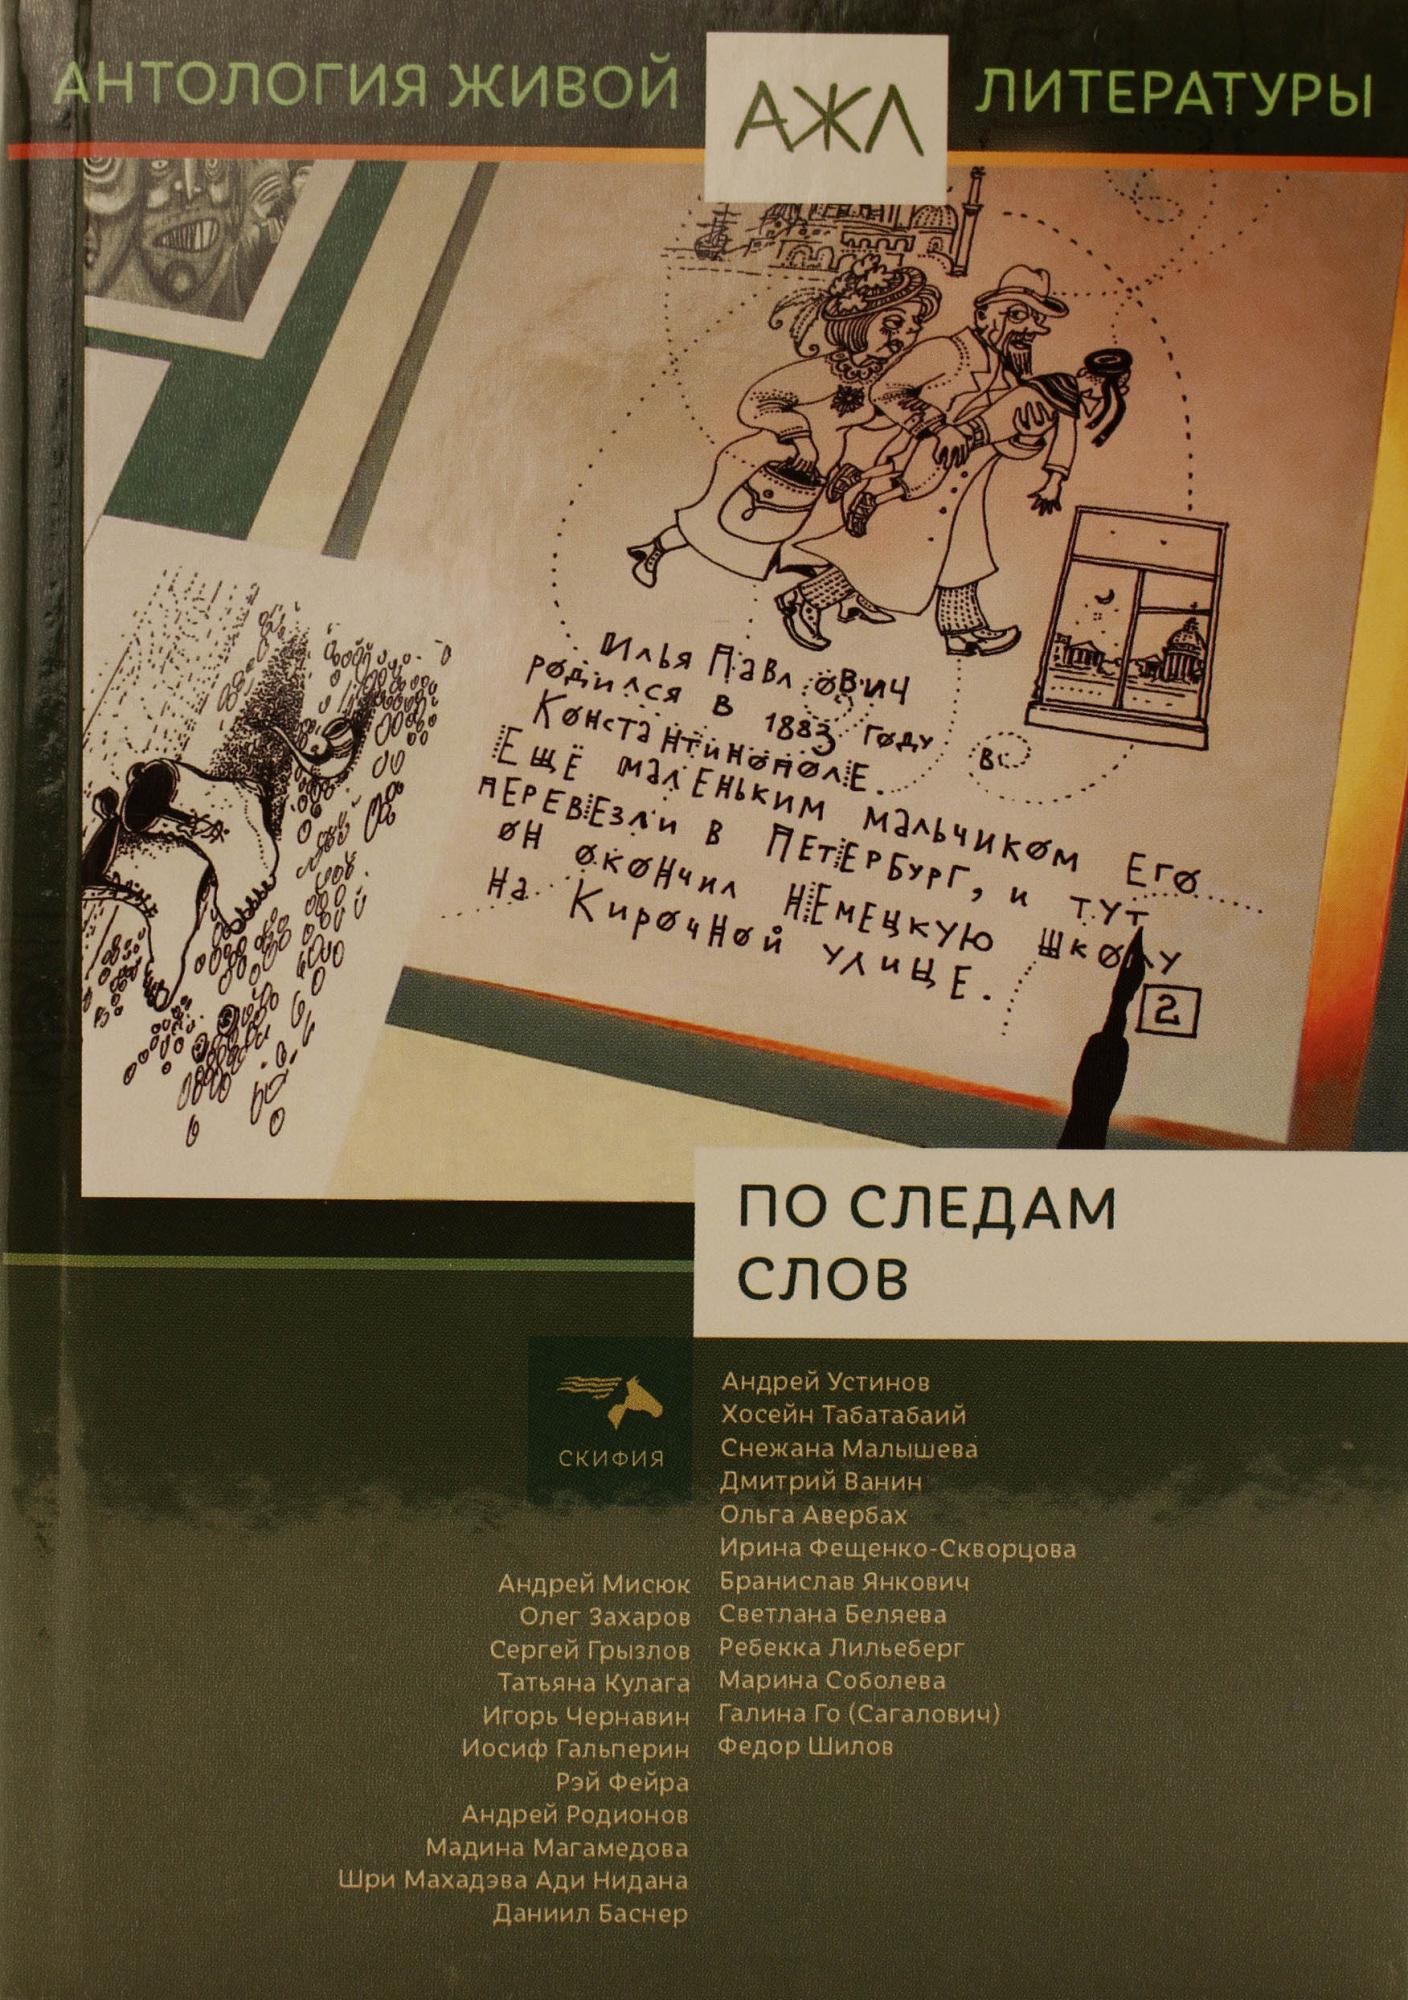 АНТОЛОГИЯ ЖИВОЙ АЖЛ ЛИТЕРАТУРЫ
ИЛЬЯ ПАВЛОВИЧ
РОДИЛСЯ В 1883 ГОДУ В
КОНСТАНТИНОПОЛЕ.
ЕЩЁ МАЛЕНЬКИМ МАЛЬЧИКОМ ЕГО
ПЕРЕВЕЗЛИ В ПЕТЕРБУРГ, И ТУТ
ОН ОКОНЧИЛ НЕМЕЦКУЮ ШКОЛУ
НА КИРОЧНОЙ УЛИЦЕ.
2
ПО СЛЕДАМ
СЛОВ
СКИФИЯ
Андрей Мисюк
Олег Захаров
Сергей Грызлов
Татьяна Кулага
Игорь Чернавин
Иосиф Гальперин
Рэй Фейра
Андрей Родионов
Мадина Магамедова
Шри Махадэва Ади Нидана
Даниил Баснер
Андрей Устинов
Хосейн Табатабаий
Снежана Малышева
Дмитрий Ванин
Ольга Авербах
Ирина Фещенко-Скворцова
Бранислав Янкович
Светлана Беляева
Ребекка Лильеберг
Марина Соболева
Галина Го (Сагалович)
Федор Шилов